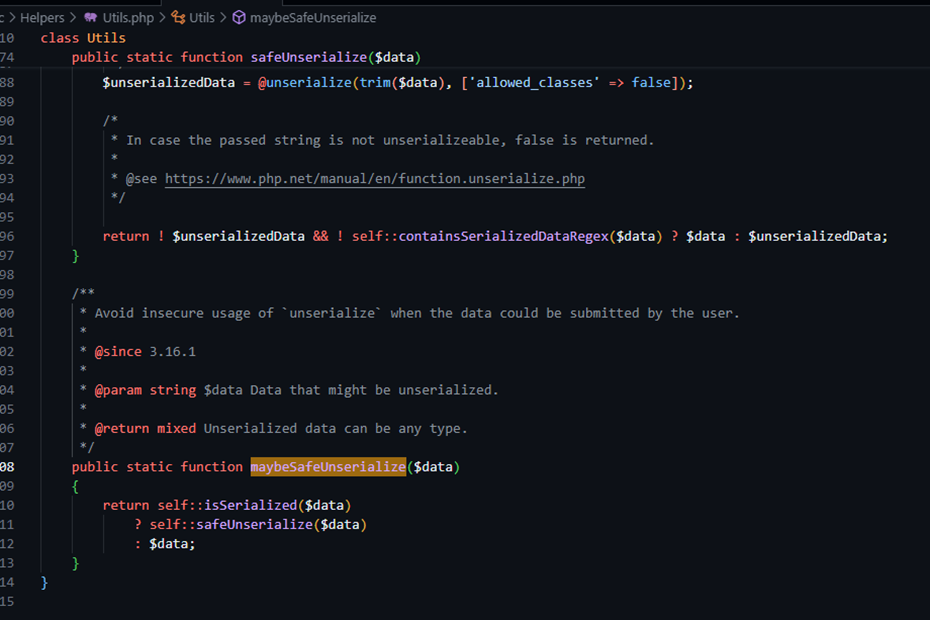 c > Helpers > Utils.php > Utils > maybeSafeUnserialize
10 class Utils
74 public static function safeUnserialize($data)
88 $unserializedData = @unserialize(trim($data), ['allowed_classes' => false]);
89
90 /*
91 * In case the passed string is not unserializeable, false is returned.
92 *
93 * @see https://www.php.net/manual/en/function.unserialize.php
94 */
95
96 return ! $unserializedData && ! self::containsSerializedDataRegex($data) ? $data : $unserializedData;
97 }
98
99 /**
00 * Avoid insecure usage of `unserialize` when the data could be submitted by the user.
01 *
02 * @since 3.16.1
03 *
04 * @param string $data Data that might be unserialized.
05 *
06 * @return mixed Unserialized data can be any type.
07 */
08 public static function maybeSafeUnserialize($data)
09 {
10 return self::isSerialized($data)
11 ? self::safeUnserialize($data)
12 : $data;
13 }
14 }
15